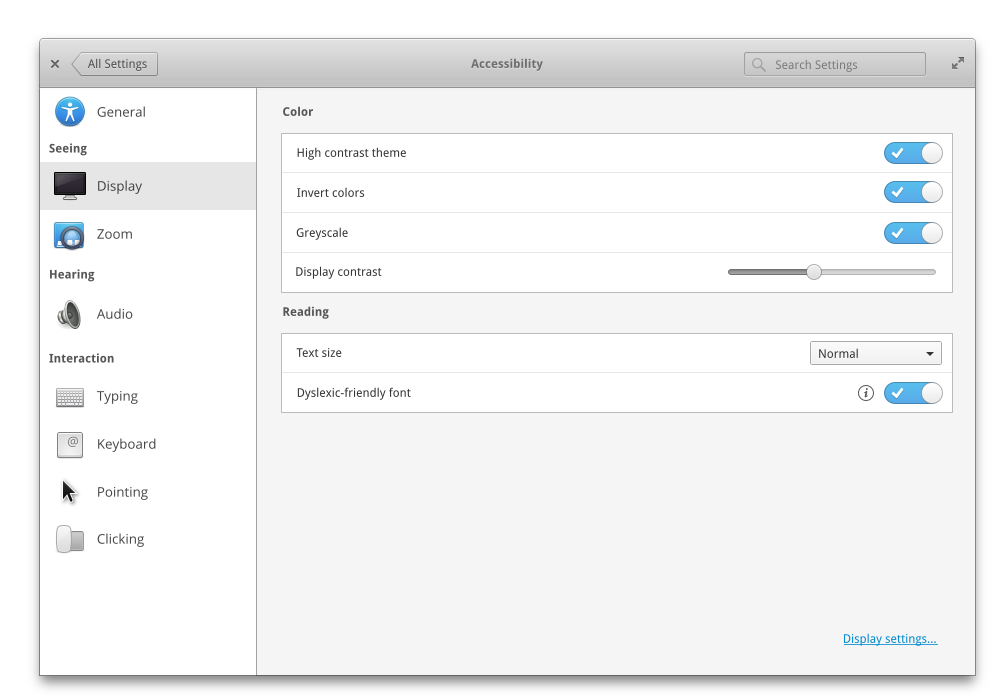 All Settings
Accessibility
Search Settings
General
Seeing
Display
Zoom
Hearing
Audio
Interaction
Typing
Keyboard
Pointing
Clicking
Color
High contrast theme
Invert colors
Greyscale
Display contrast
Reading
Text size
Normal
Dyslexic-friendly font
Display settings...